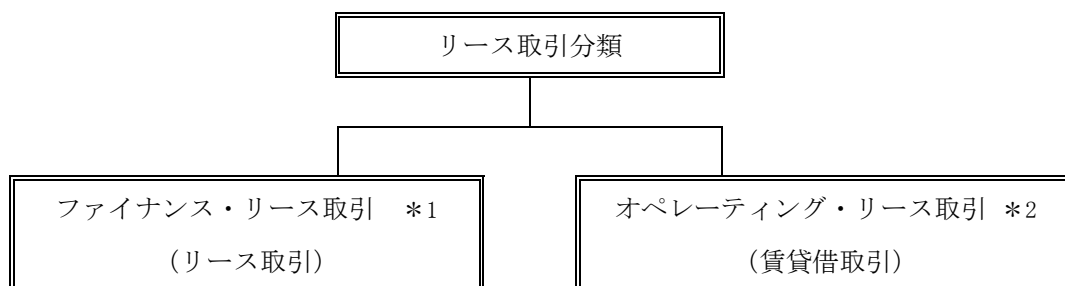 リース取引分類
ファイナンス・リース取引　＊1
（リース取引）
オペレーティング・リース取引 ＊2
（賃貸借取引）